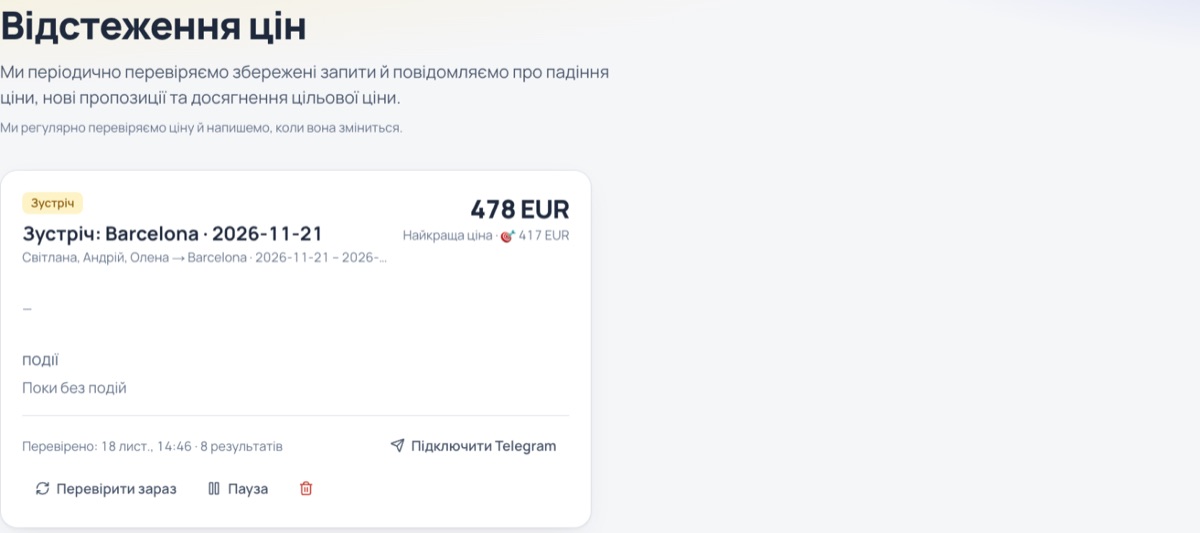 Відстеження цін
Ми періодично перевіряємо збережені запити й повідомляємо про падіння
ціни, нові пропозиції та досягнення цільової ціни.
Ми регулярно перевіряємо ціну й напишемо, коли вона зміниться.
Зустріч
478 EUR
Зустріч: Barcelona · 2026-11-21
Найкраща ціна · 🎯 417 EUR
Світлана, Андрій, Олена → Barcelona · 2026-11-21 – 2026-...
—
події
Поки без подій
Перевірено: 18 лист., 14:46 · 8 результатів
Підключити Telegram
Перевірити зараз
Пауза